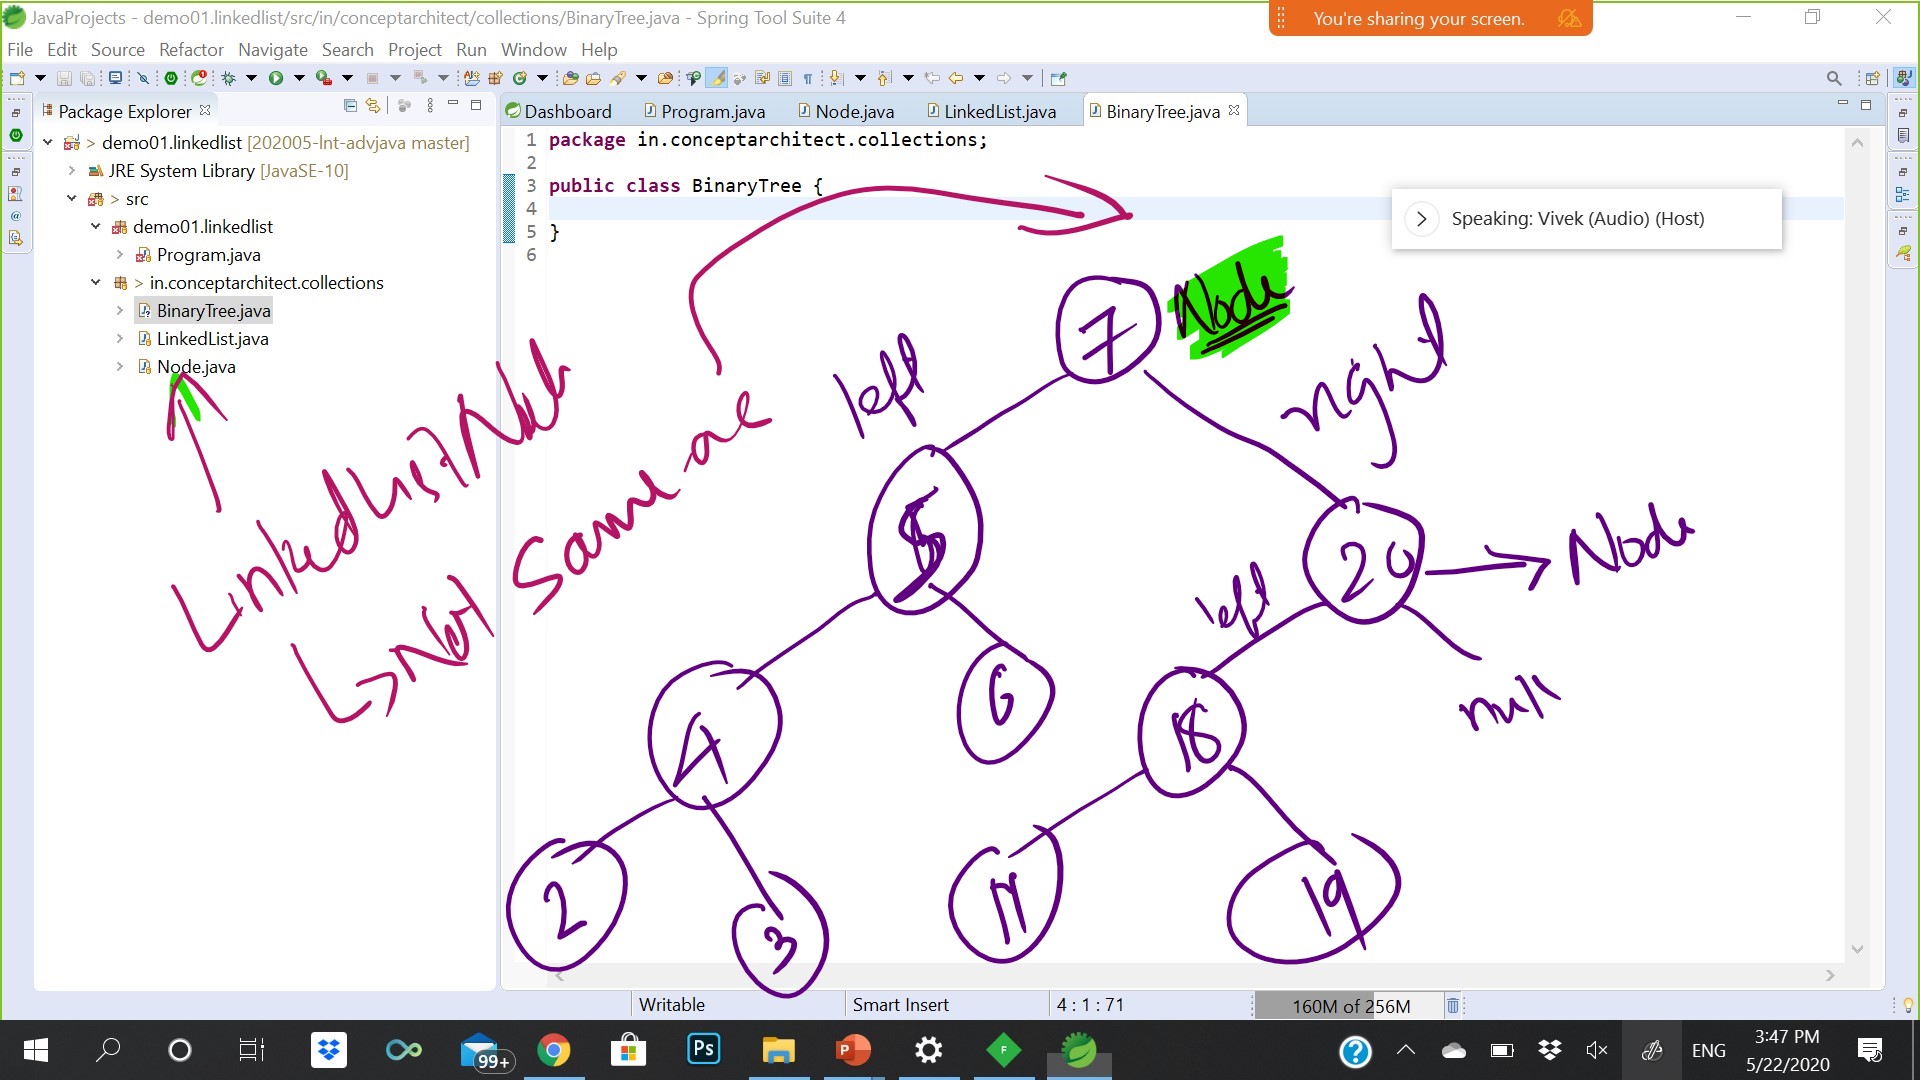 JavaProjects - demo01.linkedlist/src/in/conceptarchitect/collections/BinaryTree.java - Spring Tool Suite 4
You're sharing your screen.
File Edit Source Refactor Navigate Search Project Run Window Help
Package Explorer
Dashboard Program.java Node.java LinkedList.java BinaryTree.java
demo01.linkedlist [202005-Int-advjava master]
JRE System Library [JavaSE-10]
> src
demo01.linkedlist
Program.java
> in.conceptarchitect.collections
BinaryTree.java
LinkedList.java
Node.java
1 package in.conceptarchitect.collections;
2
3 public class BinaryTree {
4
5 }
6
Speaking: Vivek (Audio) (Host)
7 Node
left right
LinkedList Node
Not Same as
20 Node
left
null
4 6 18
2 3 19
Writable Smart Insert 4 : 1 : 71 160M of 256M
99+
Ps
P
F
?
ENG
3:47 PM
5/22/2020